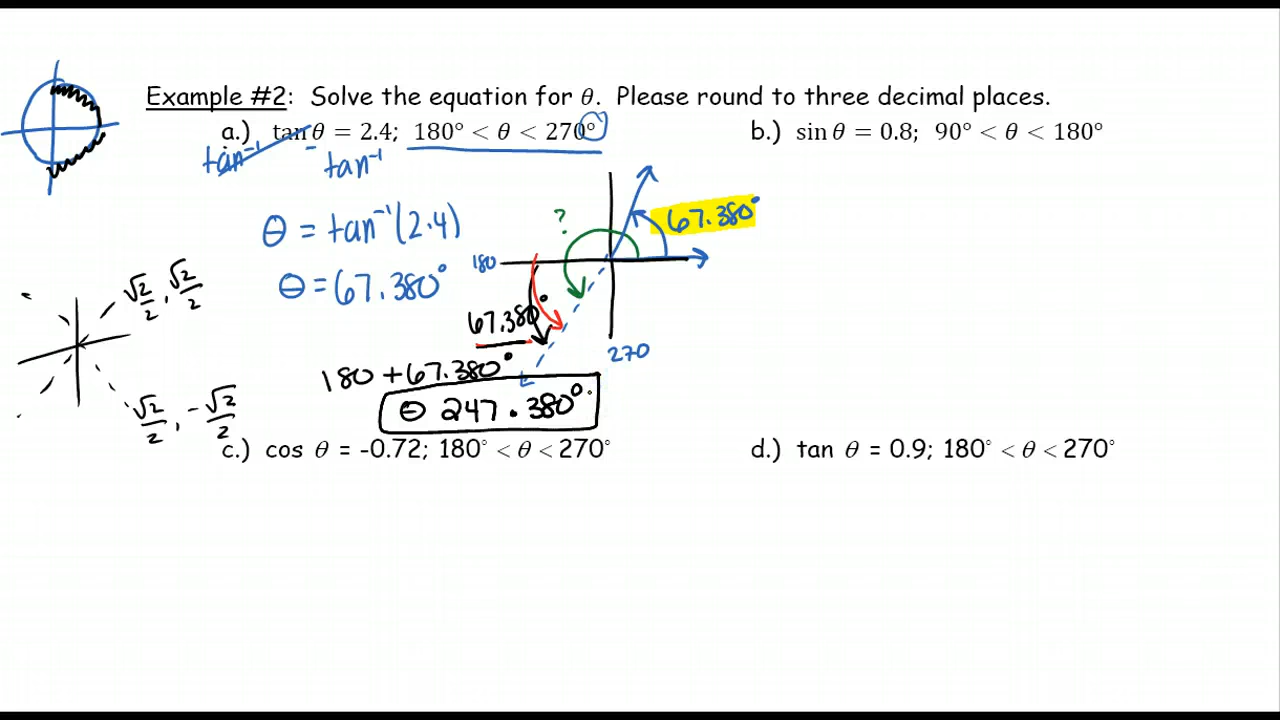 Example #2: Solve the equation for θ. Please round to three decimal places.
a.) tan θ = 2.4; 180° < θ < 270°
b.) sin θ = 0.8; 90° < θ < 180°
tan⁻¹ tan⁻¹
θ = tan⁻¹(2.4)
θ = 67.380°
67.380°
?
180
67.380°
270
180 + 67.380°
θ 247.380°
√2/2, √2/2
√2/2, -√2/2
c.) cos θ = -0.72; 180° < θ < 270°
d.) tan θ = 0.9; 180° < θ < 270°